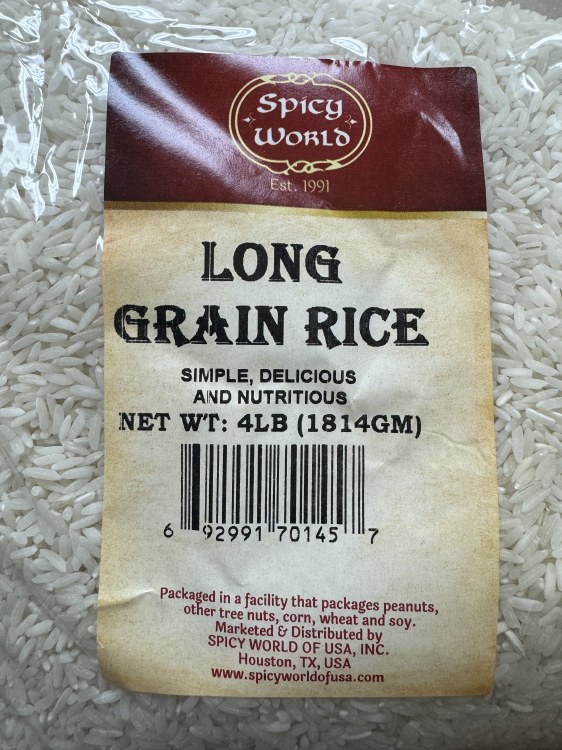 Spicy
World
Est. 1991
LONG
GRAIN RICE
SIMPLE, DELICIOUS
AND NUTRITIOUS
NET WT: 4LB (1814GM)
6 92991 70145 7
Packaged in a facility that packages peanuts,
other tree nuts, corn, wheat and soy.
Marketed & Distributed by
SPICY WORLD OF USA, INC.
Houston, TX, USA
www.spicyworldofusa.com